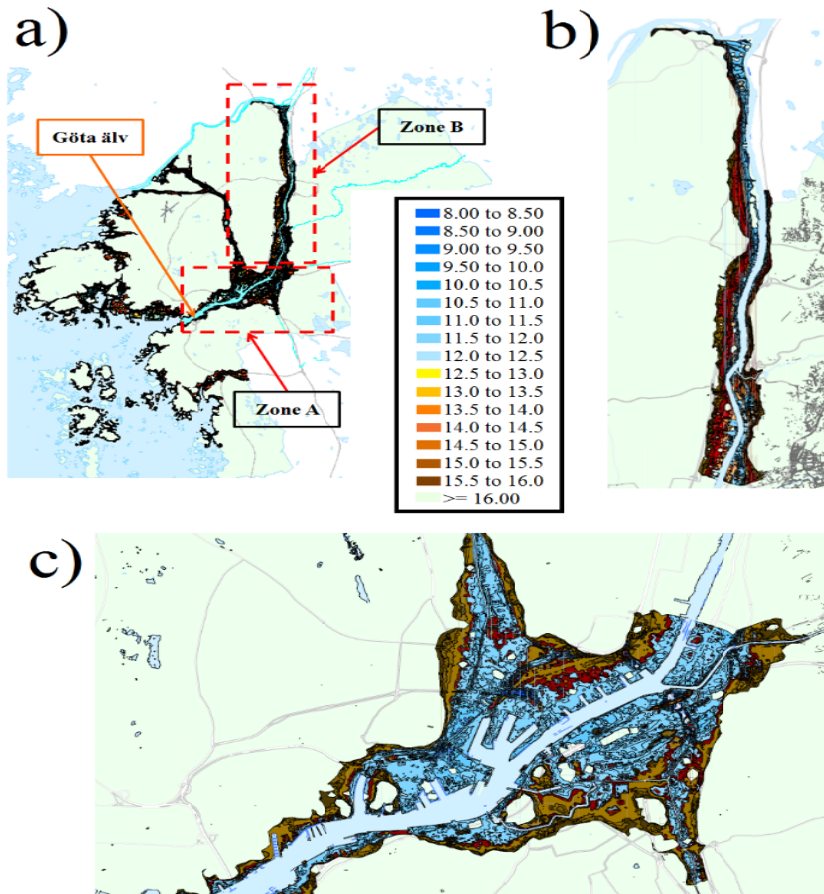 a)
b)
Göta älv
Zone B
8.00 to 8.50
8.50 to 9.00
9.00 to 9.50
9.50 to 10.0
10.0 to 10.5
10.5 to 11.0
11.0 to 11.5
11.5 to 12.0
12.0 to 12.5
12.5 to 13.0
13.0 to 13.5
13.5 to 14.0
14.0 to 14.5
14.5 to 15.0
15.0 to 15.5
15.5 to 16.0
>= 16.00
Zone A
c)